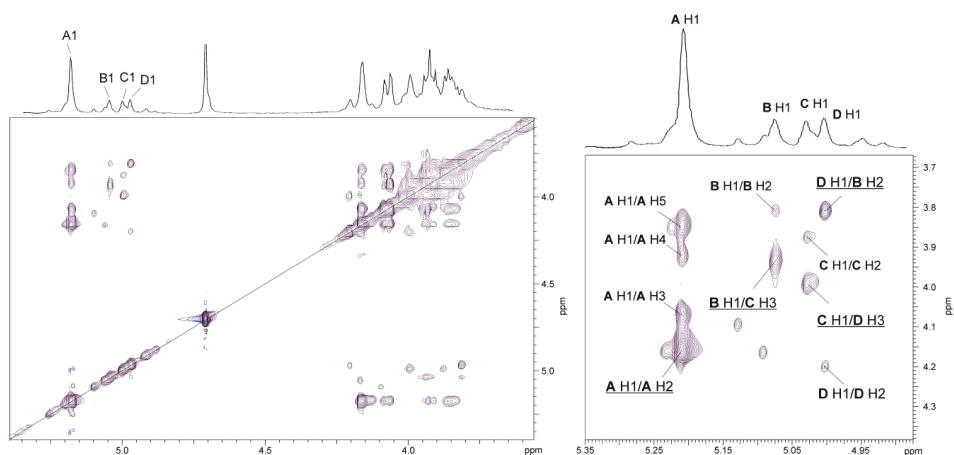 A1
B1
C1
D1
4.0
4.5
5.0
ppm
5.0
4.5
4.0
ppm
A H1
B H1
C H1
D H1
A H1/A H5
A H1/A H4
A H1/A H3
A H1/A H2
B H1/B H2
B H1/C H3
D H1/B H2
C H1/C H2
C H1/D H3
D H1/D H2
3.7
3.8
3.9
4.0
4.1
4.2
4.3
ppm
5.35
5.25
5.15
5.05
4.95
ppm